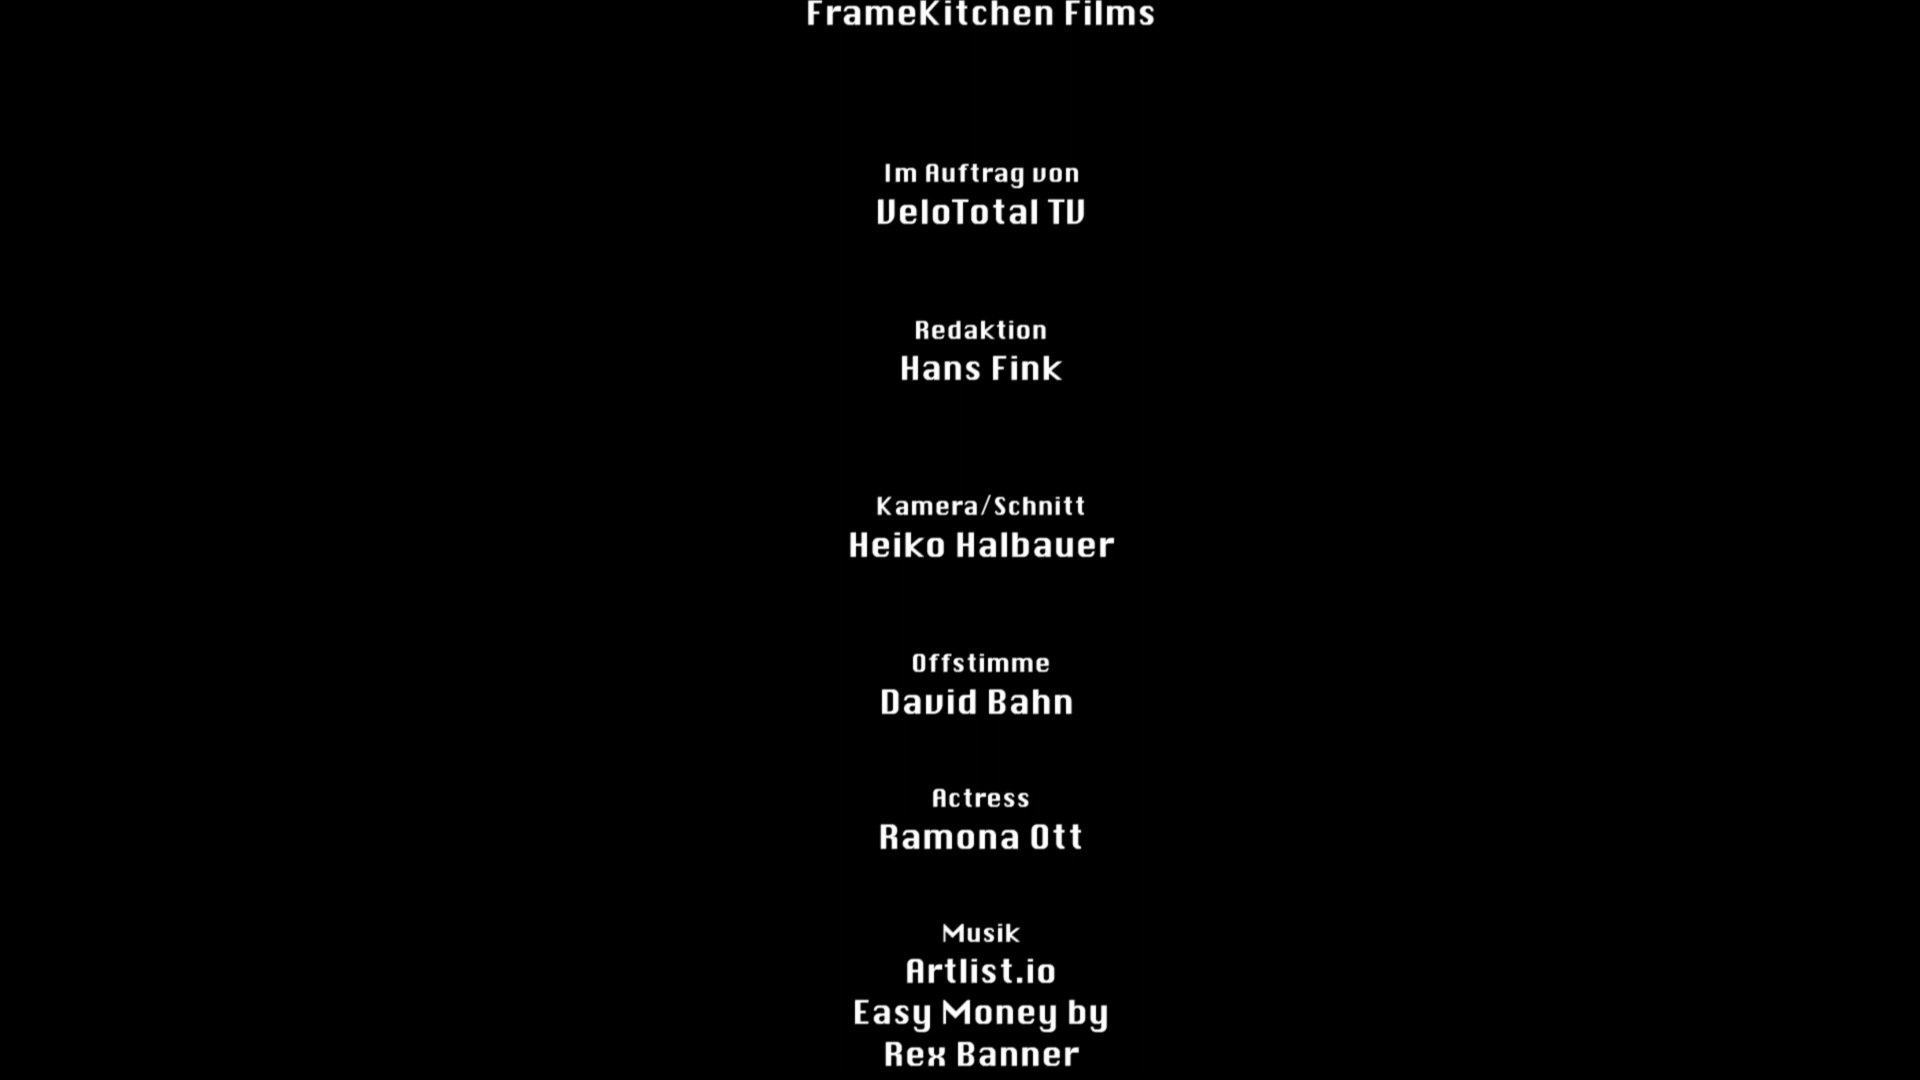 FrameKitchen Films
Im Auftrag von
VeloTotal TV
Redaktion
Hans Fink
Kamera/Schnitt
Heiko Halbauer
Offstimme
David Bahn
Actress
Ramona Ott
Musik
Artlist.io
Easy Money by
Rex Banner